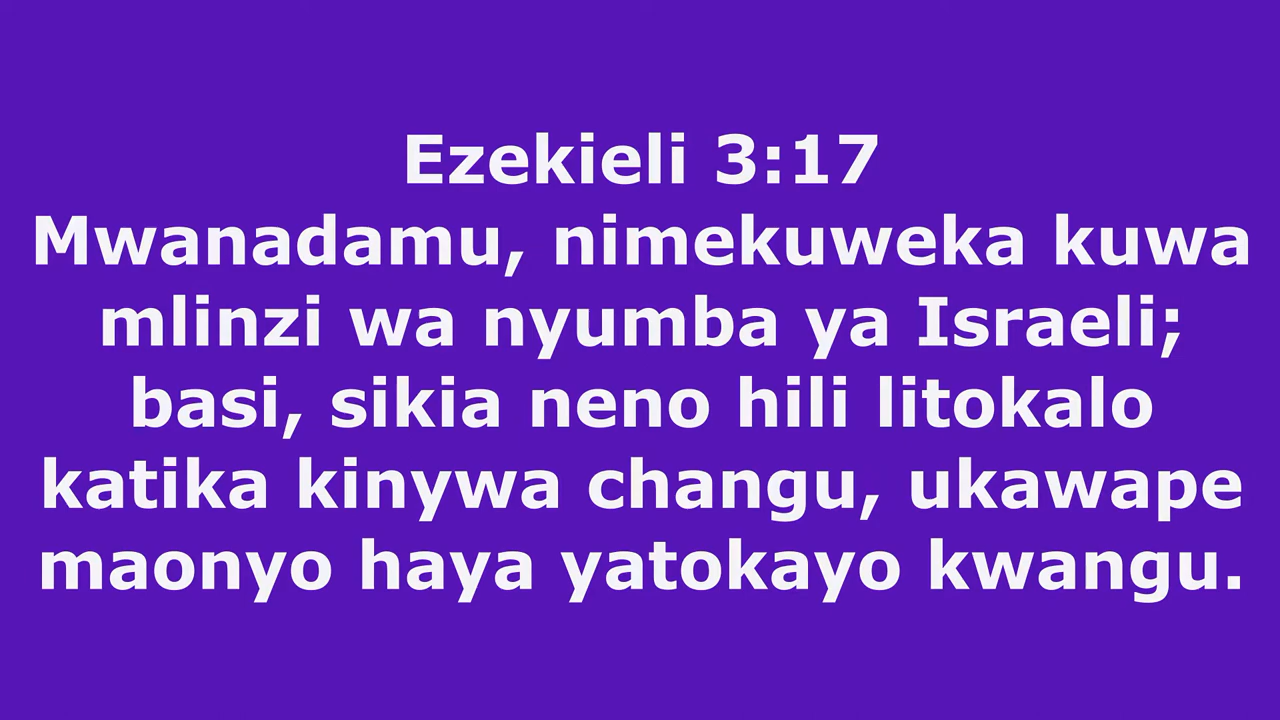 Ezekieli 3:17
Mwanadamu, nimekuweka kuwa
mlinzi wa nyumba ya Israeli;
basi, sikia neno hili litokalo
katika kinywa changu, ukawape
maonyo haya yatokayo kwangu.